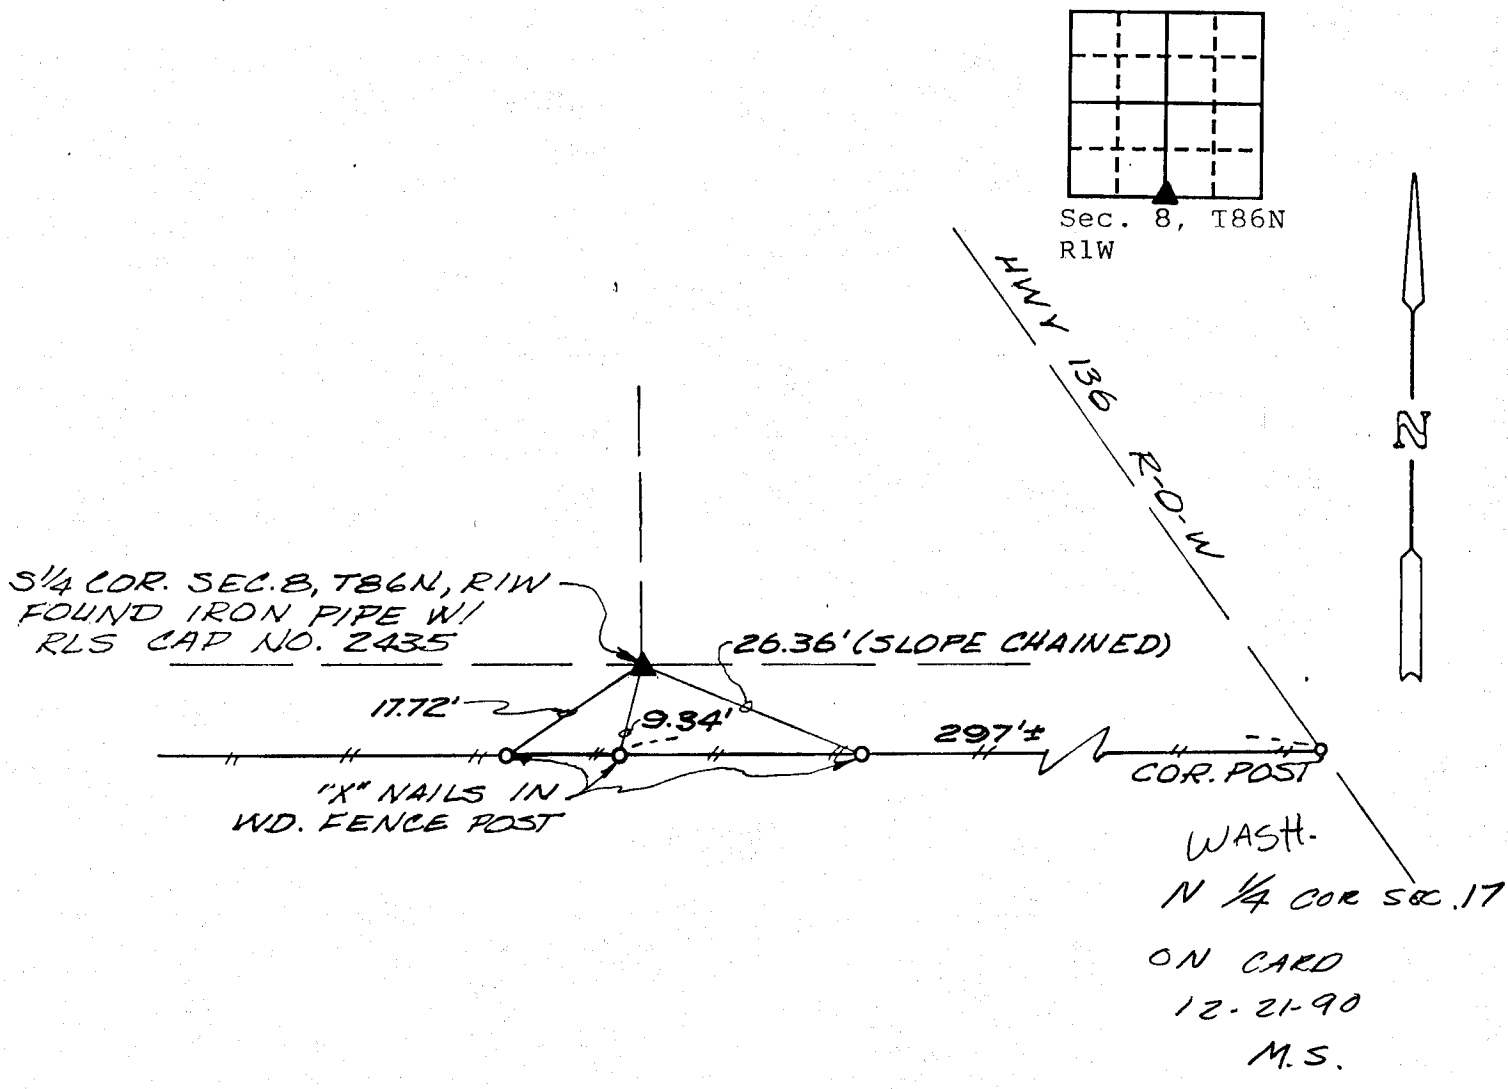 Sec. 8, T86N
R1W
HWY 136 R-O-W
N
S 1/4 COR. SEC. 8, T86N, R1W
FOUND IRON PIPE W/
RLS CAP NO. 2435
26.36' (SLOPE CHAINED)
17.72'
9.34'
297'±
COR. POST
"X" NAILS IN
WD. FENCE POST
WASH.
N 1/4 COR SEC. 17
ON CARD
12-21-90
M.S.